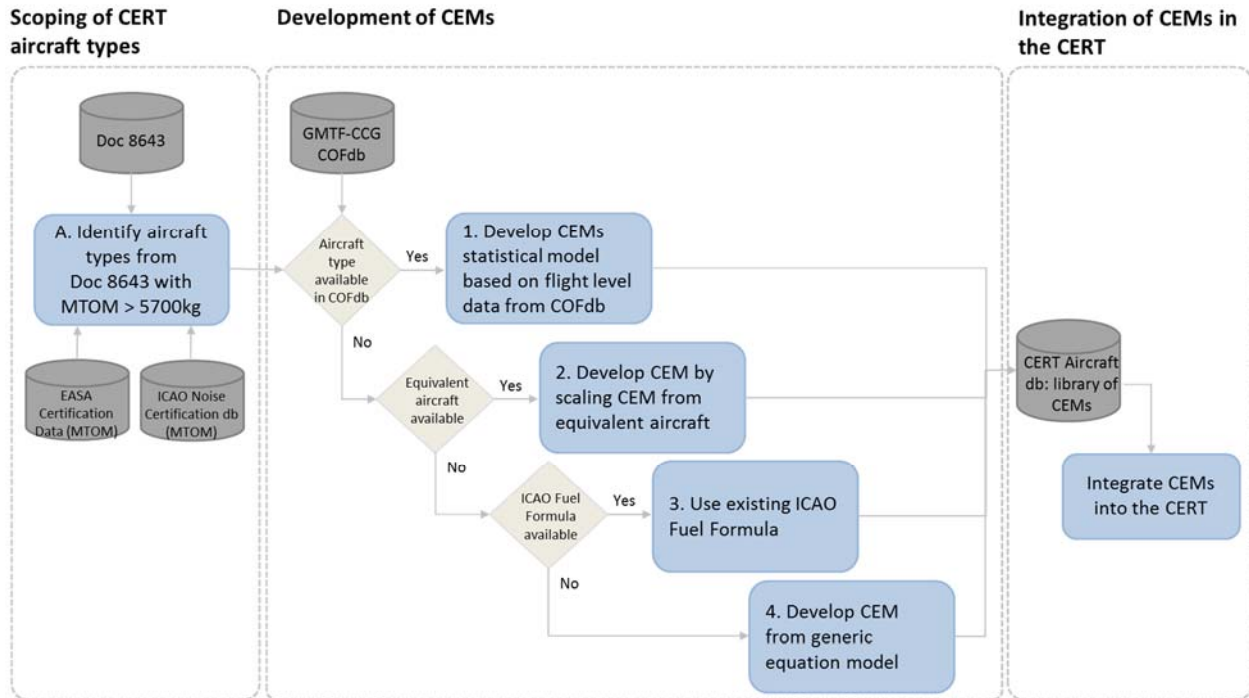 Scoping of CERT
aircraft types
Development of CEMs
Integration of CEMs in
the CERT
Doc 8643
A. Identify aircraft
types from
Doc 8643 with
MTOM > 5700kg
EASA
Certification
Data (MTOM)
ICAO Noise
Certification db
(MTOM)
GMTF-CCG
COFdb
Aircraft
type
available
in COFdb
Yes
1. Develop CEMs
statistical model
based on flight level
data from COFdb
No
Equivalent
aircraft
available
Yes
2. Develop CEM by
scaling CEM from
equivalent aircraft
No
ICAO Fuel
Formula
available
Yes
3. Use existing ICAO
Fuel Formula
No
4. Develop CEM
from generic
equation model
CERT Aircraft
db: library of
CEMs
Integrate CEMs
into the CERT